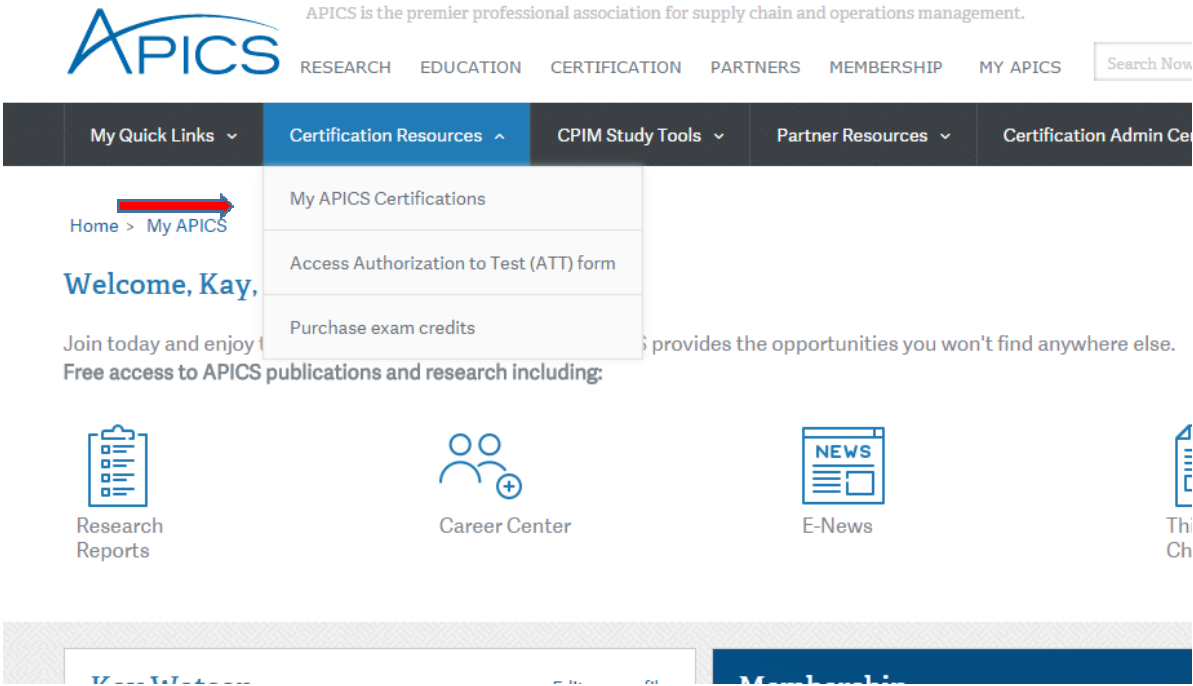 APICS
APICS is the premier professional association for supply chain and operations management.
RESEARCH EDUCATION CERTIFICATION PARTNERS MEMBERSHIP MY APICS Search Now
My Quick Links Certification Resources CPIM Study Tools Partner Resources Certification Admin
My APICS Certifications
Access Authorization to Test (ATT) form
Purchase exam credits
Home > My APICS
Welcome, Kay,
Join today and enjoy provides the opportunities you won't find anywhere else.
Free access to APICS publications and research including:
Research
Reports
Career Center
NEWS
E-News